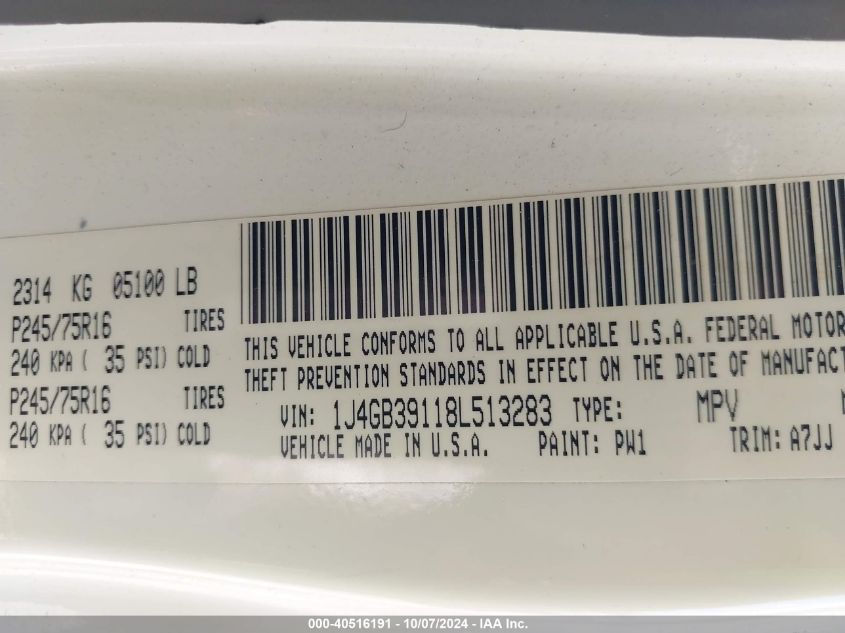 2314 KG 05100 LB
P245/75R16 TIRES
240 KPA ( 35 PSI) COLD
P245/75R16 TIRES
240 KPA ( 35 PSI) COLD
THIS VEHICLE CONFORMS TO ALL APPLICABLE U.S.A. FEDERAL MOTOR
THEFT PREVENTION STANDARDS IN EFFECT ON THE DATE OF MANUFACT
VIN: 1J4GB39118L513283 TYPE: MPV
VEHICLE MADE IN U.S.A. PAINT: PW1 TRIM: A7JJ
000-40516191 - 10/07/2024 - IAA Inc.